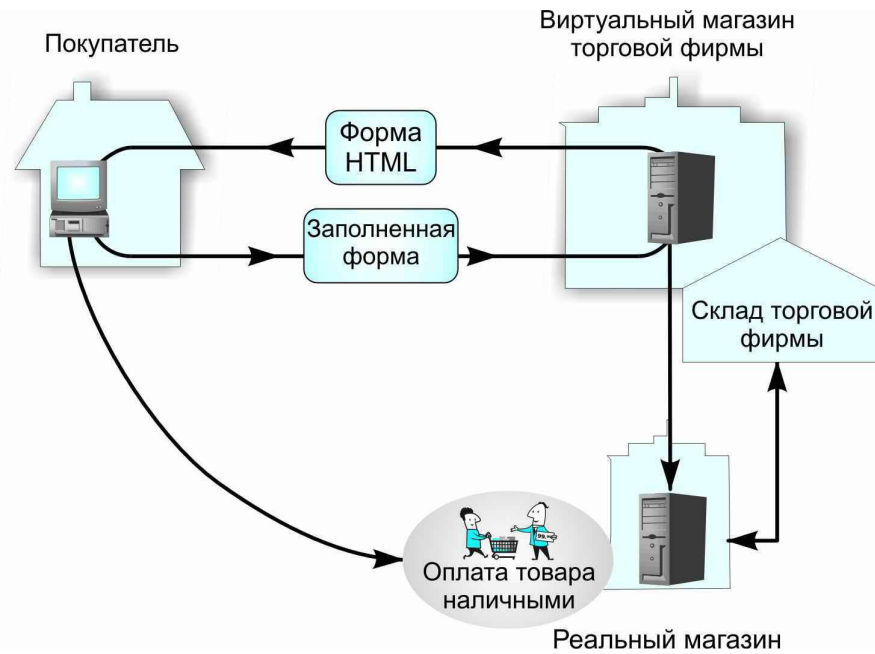 Покупатель
Виртуальный магазин
торговой фирмы
Форма
HTML
Заполненная
форма
Склад торговой
фирмы
Оплата товара
наличными
Реальный магазин